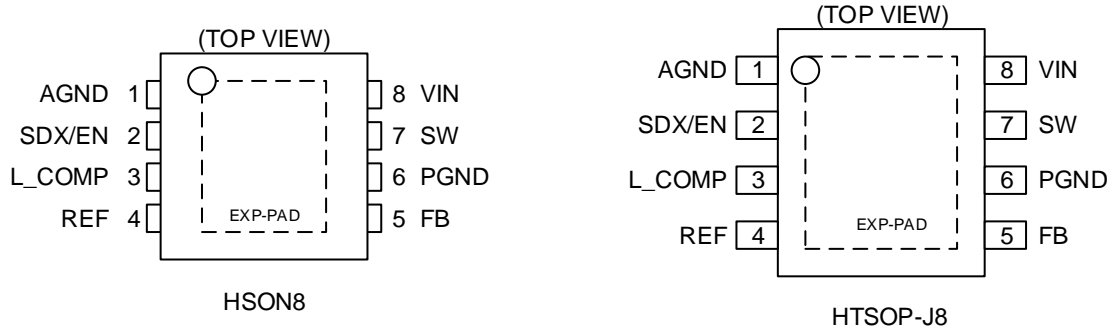 (TOP VIEW)
AGND 1 8 VIN
SDX/EN 2 7 SW
L_COMP 3 6 PGND
REF 4 EXP-PAD 5 FB
HSON8
(TOP VIEW)
AGND 1 8 VIN
SDX/EN 2 7 SW
L_COMP 3 6 PGND
REF 4 EXP-PAD 5 FB
HTSOP-J8